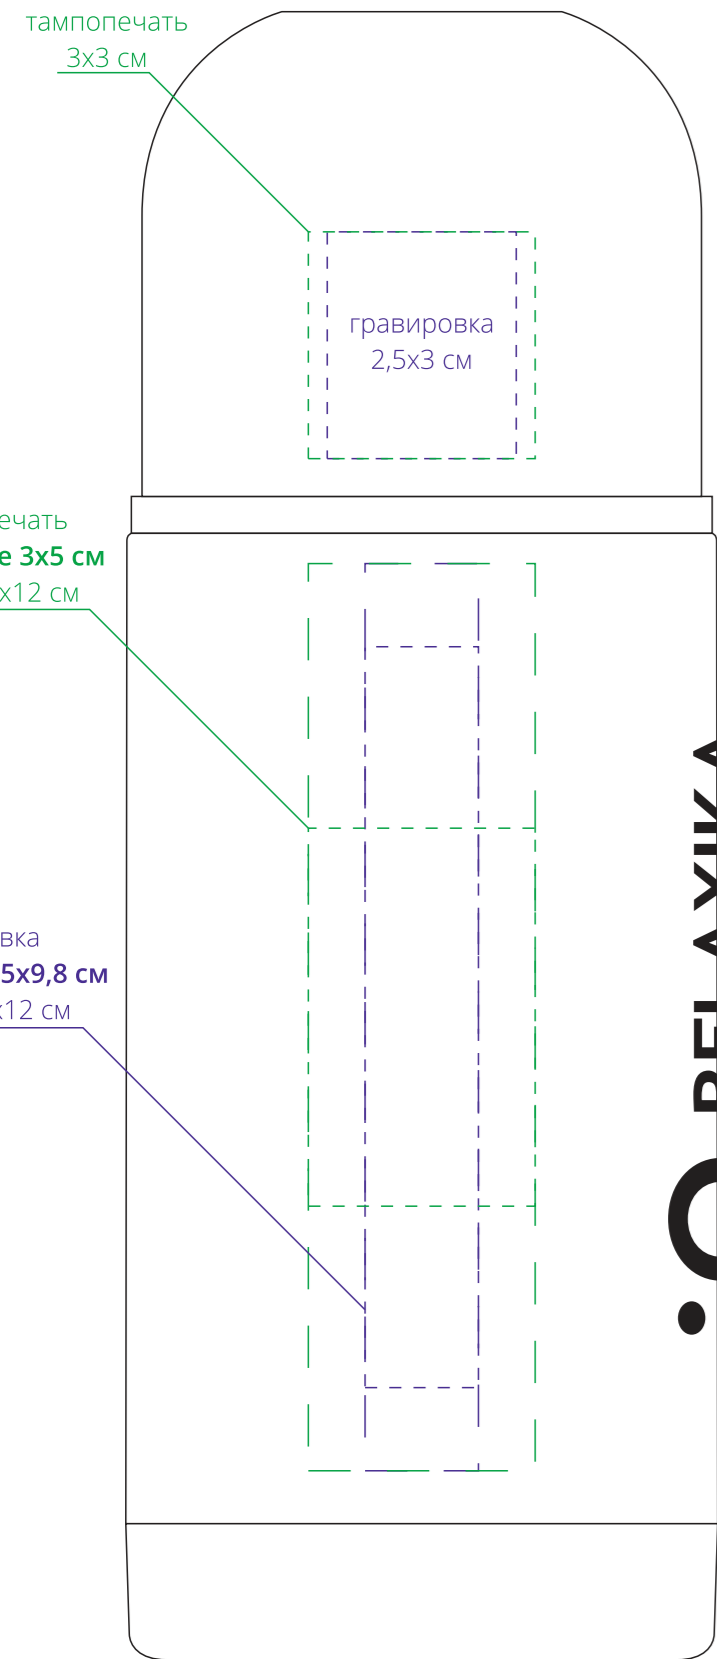 тампопечать
3х3 см
гравировка
2,5х3 см
ечать
е 3х5 см
х12 см
вка
5х9,8 см
х12 см
RELAXIKA